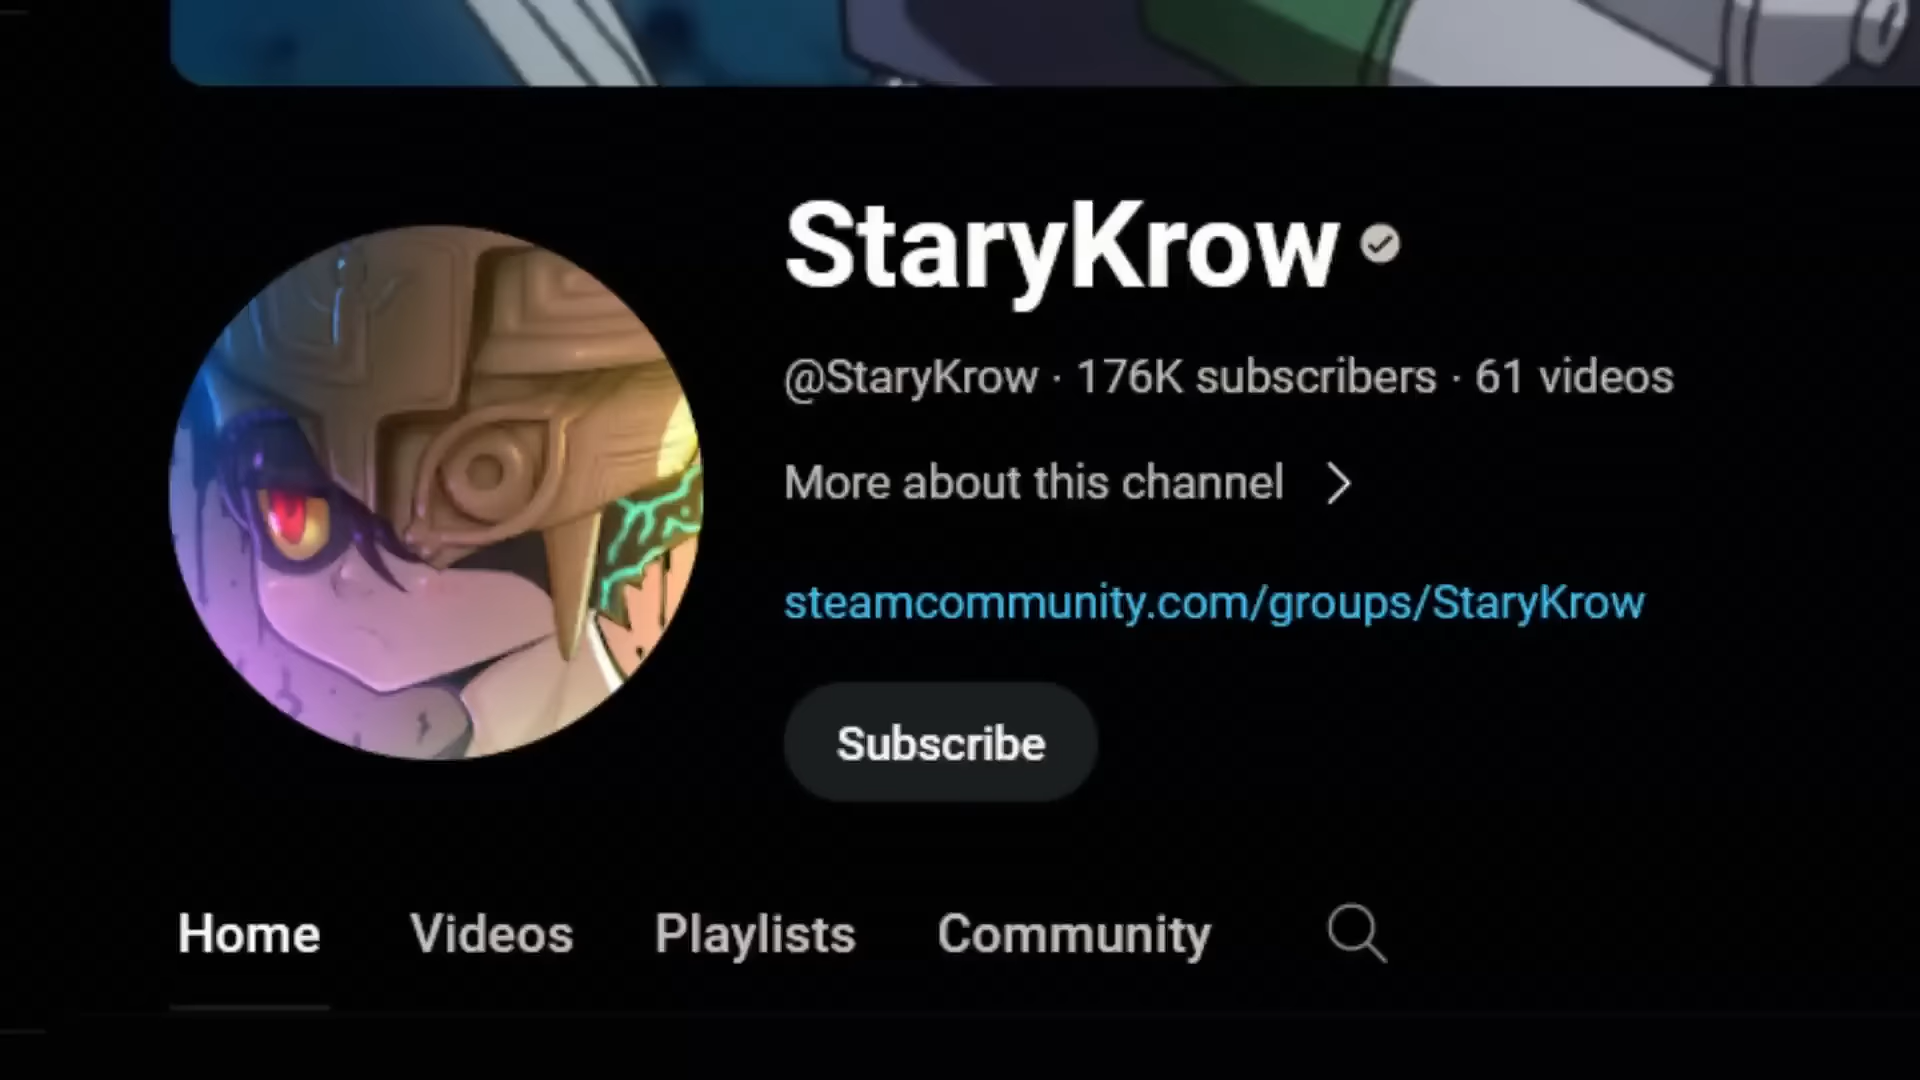 StaryKrow
@StaryKrow · 176K subscribers · 61 videos
More about this channel
steamcommunity.com/groups/StaryKrow
Subscribe
Home Videos Playlists Community